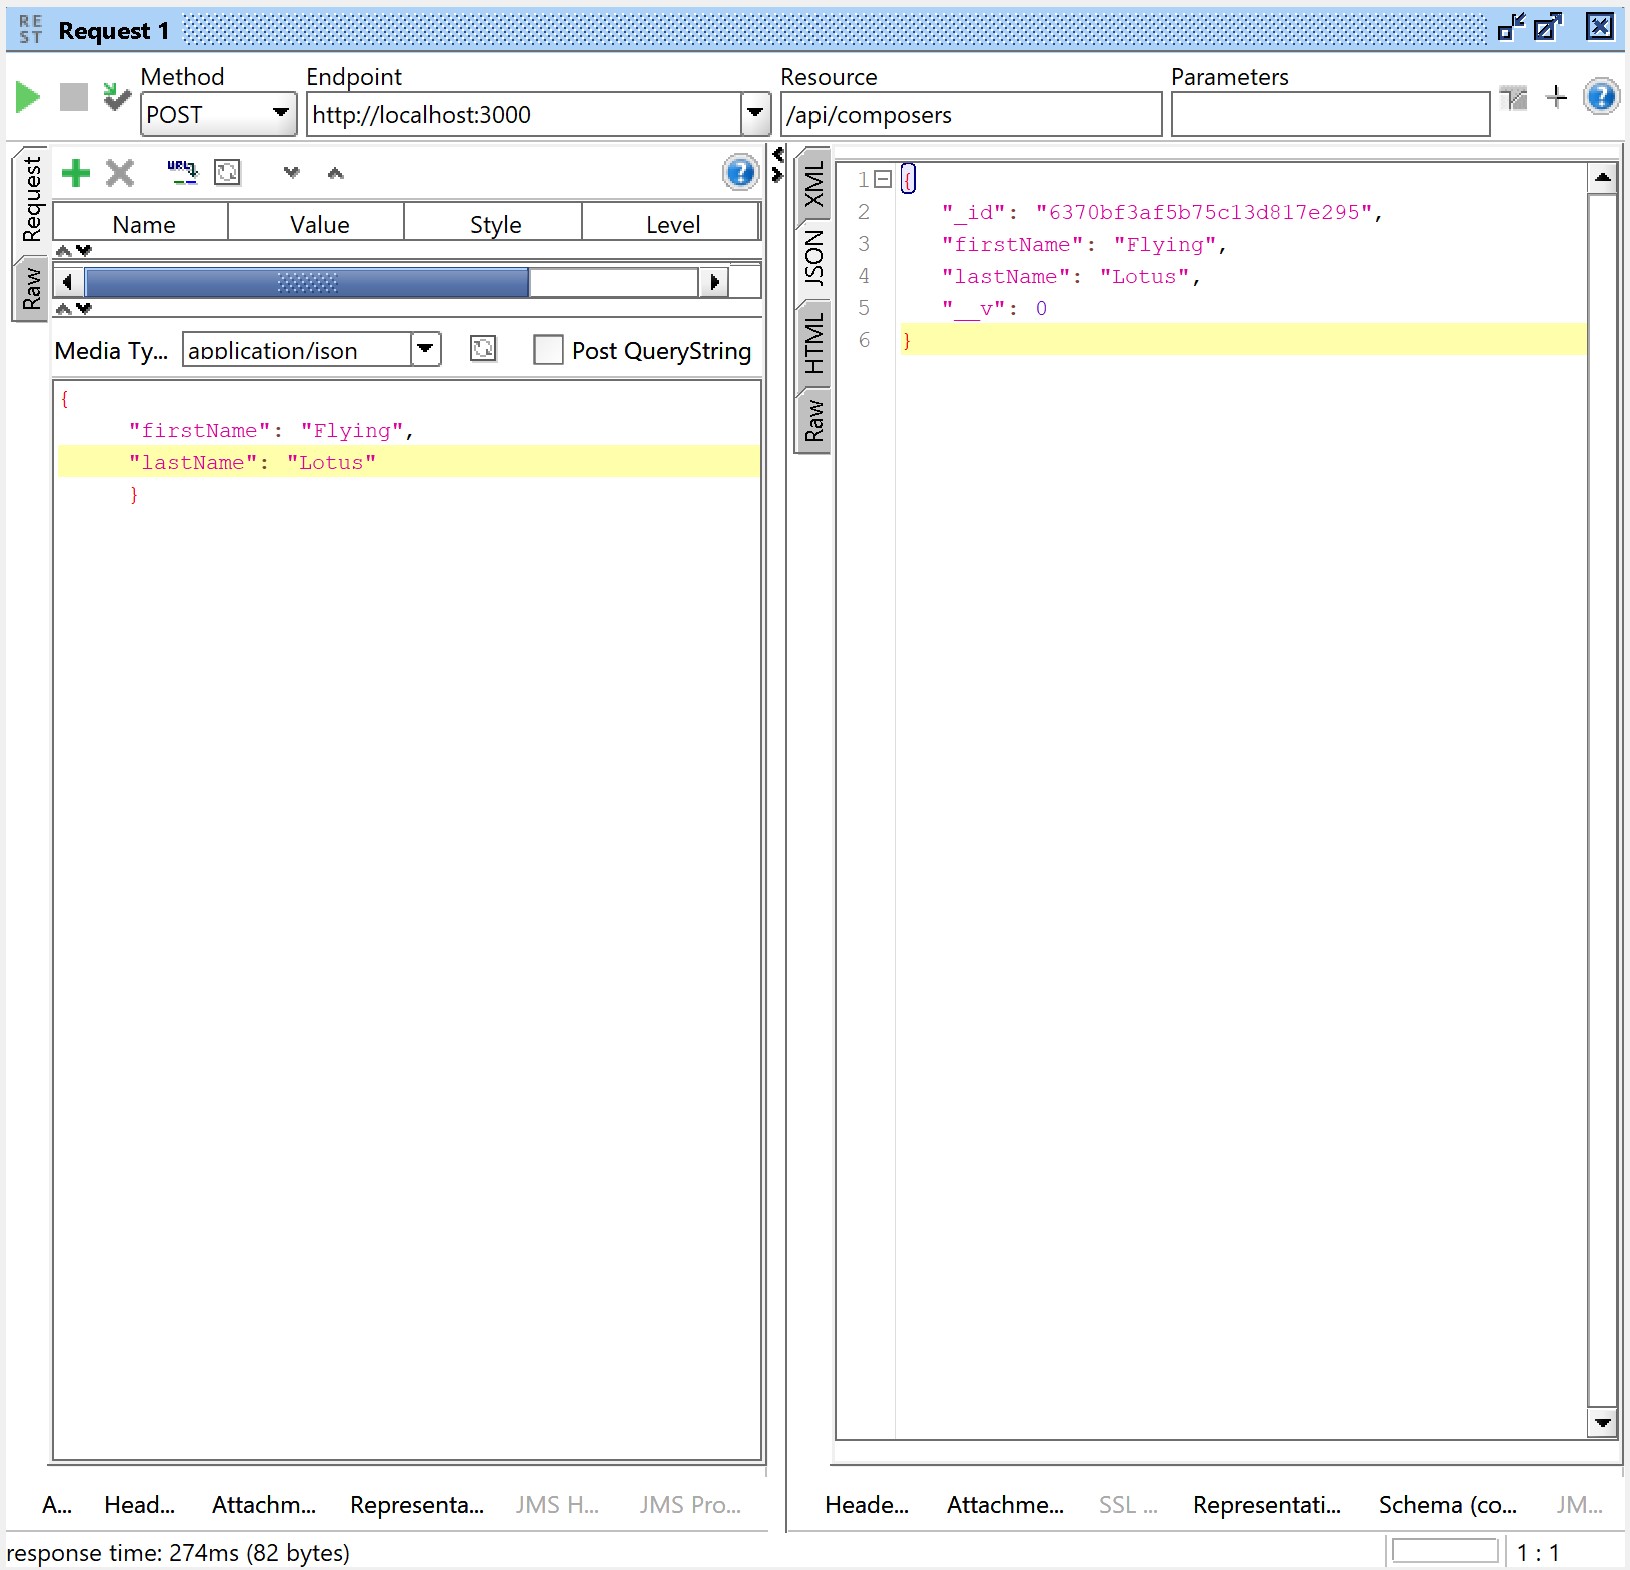 RE
ST
Request 1
Method
Endpoint
Resource
Parameters
POST
http://localhost:3000
/api/composers
Request
Raw
URL
Name
Value
Style
Level
Media Ty...
application/json
Post QueryString
{
"firstName": "Flying",
"lastName": "Lotus"
}
XML
JSON
HTML
Raw
1 {
2 "_id": "6370bf3af5b75c13d817e295",
3 "firstName": "Flying",
4 "lastName": "Lotus",
5 "__v": 0
6 }
A...
Head...
Attachm...
Representa...
JMS H...
JMS Pro...
Heade...
Attachme...
SSL ...
Representati...
Schema (co...
JM...
response time: 274ms (82 bytes)
1 : 1